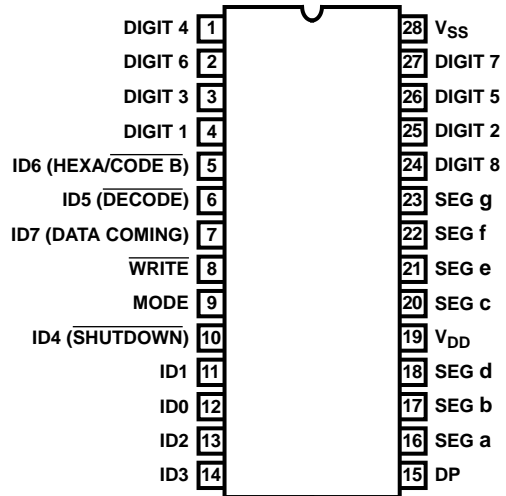 DIGIT 4 1 28 VSS
DIGIT 6 2 27 DIGIT 7
DIGIT 3 3 26 DIGIT 5
DIGIT 1 4 25 DIGIT 2
ID6 (HEXA/CODE B) 5 24 DIGIT 8
ID5 (DECODE) 6 23 SEG g
ID7 (DATA COMING) 7 22 SEG f
WRITE 8 21 SEG e
MODE 9 20 SEG c
ID4 (SHUTDOWN) 10 19 VDD
ID1 11 18 SEG d
ID0 12 17 SEG b
ID2 13 16 SEG a
ID3 14 15 DP